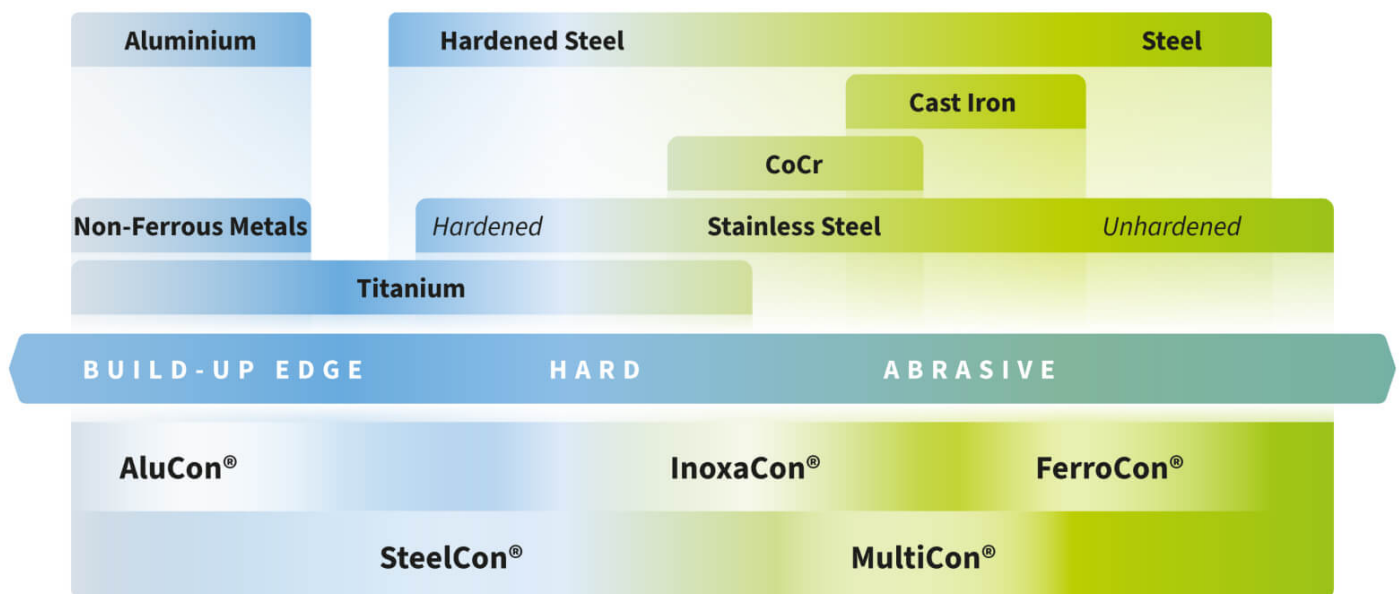 Aluminium
Hardened Steel
Steel
Cast Iron
CoCr
Non-Ferrous Metals
Hardened
Stainless Steel
Unhardened
Titanium
BUILD-UP EDGE
HARD
ABRASIVE
AluCon®
InoxaCon®
FerroCon®
SteelCon®
MultiCon®